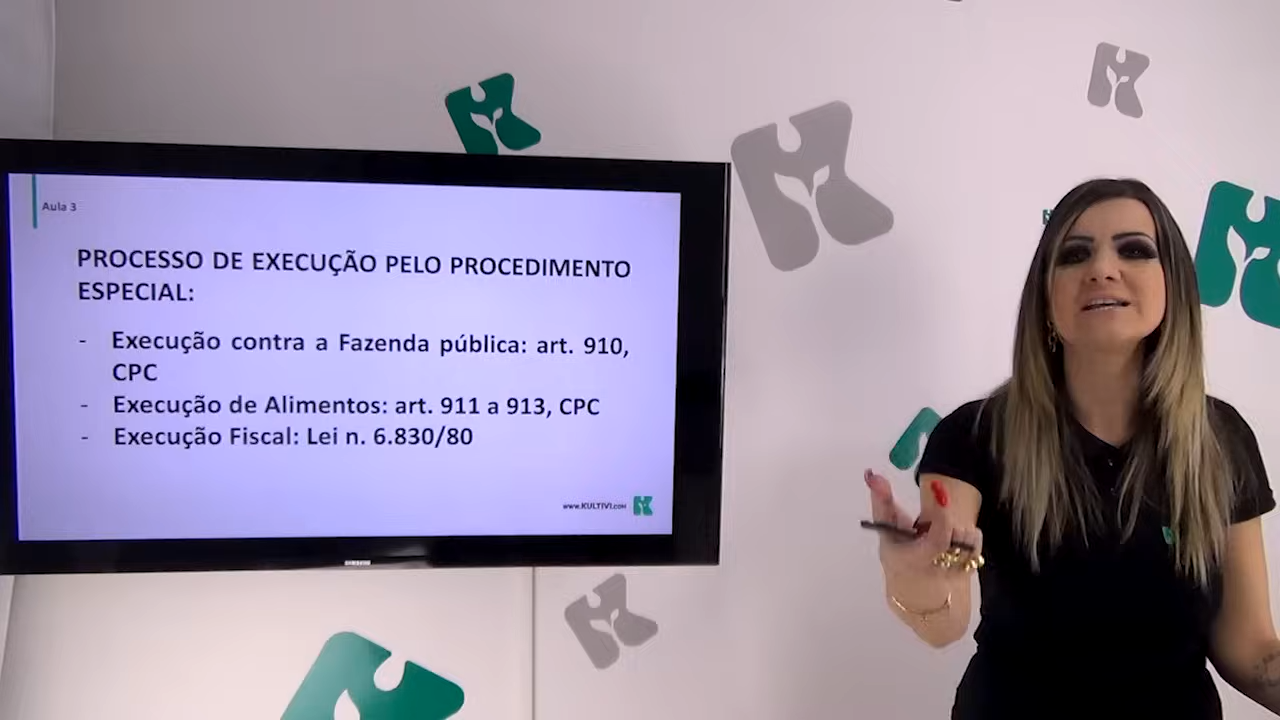 Aula 3
PROCESSO DE EXECUÇÃO PELO PROCEDIMENTO
ESPECIAL:
- Execução contra a Fazenda pública: art. 910,
CPC
- Execução de Alimentos: art. 911 a 913, CPC
- Execução Fiscal: Lei n. 6.830/80
www.KULTIVI.com
SAMSUNG